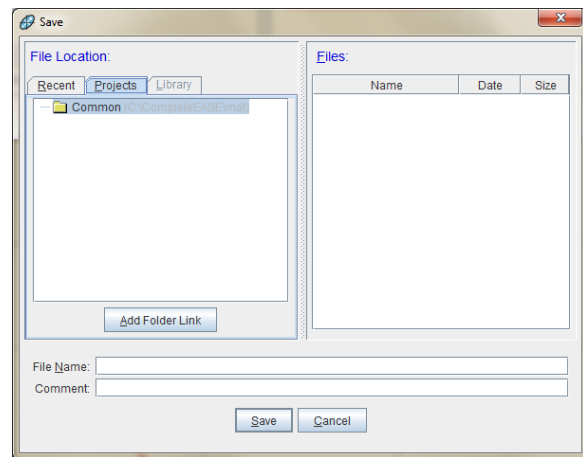 Save
File Location:
Recent Projects Library
Common (C:\CompleteEASE\mat)
Add Folder Link
Files:
Name Date Size
File Name:
Comment:
Save Cancel